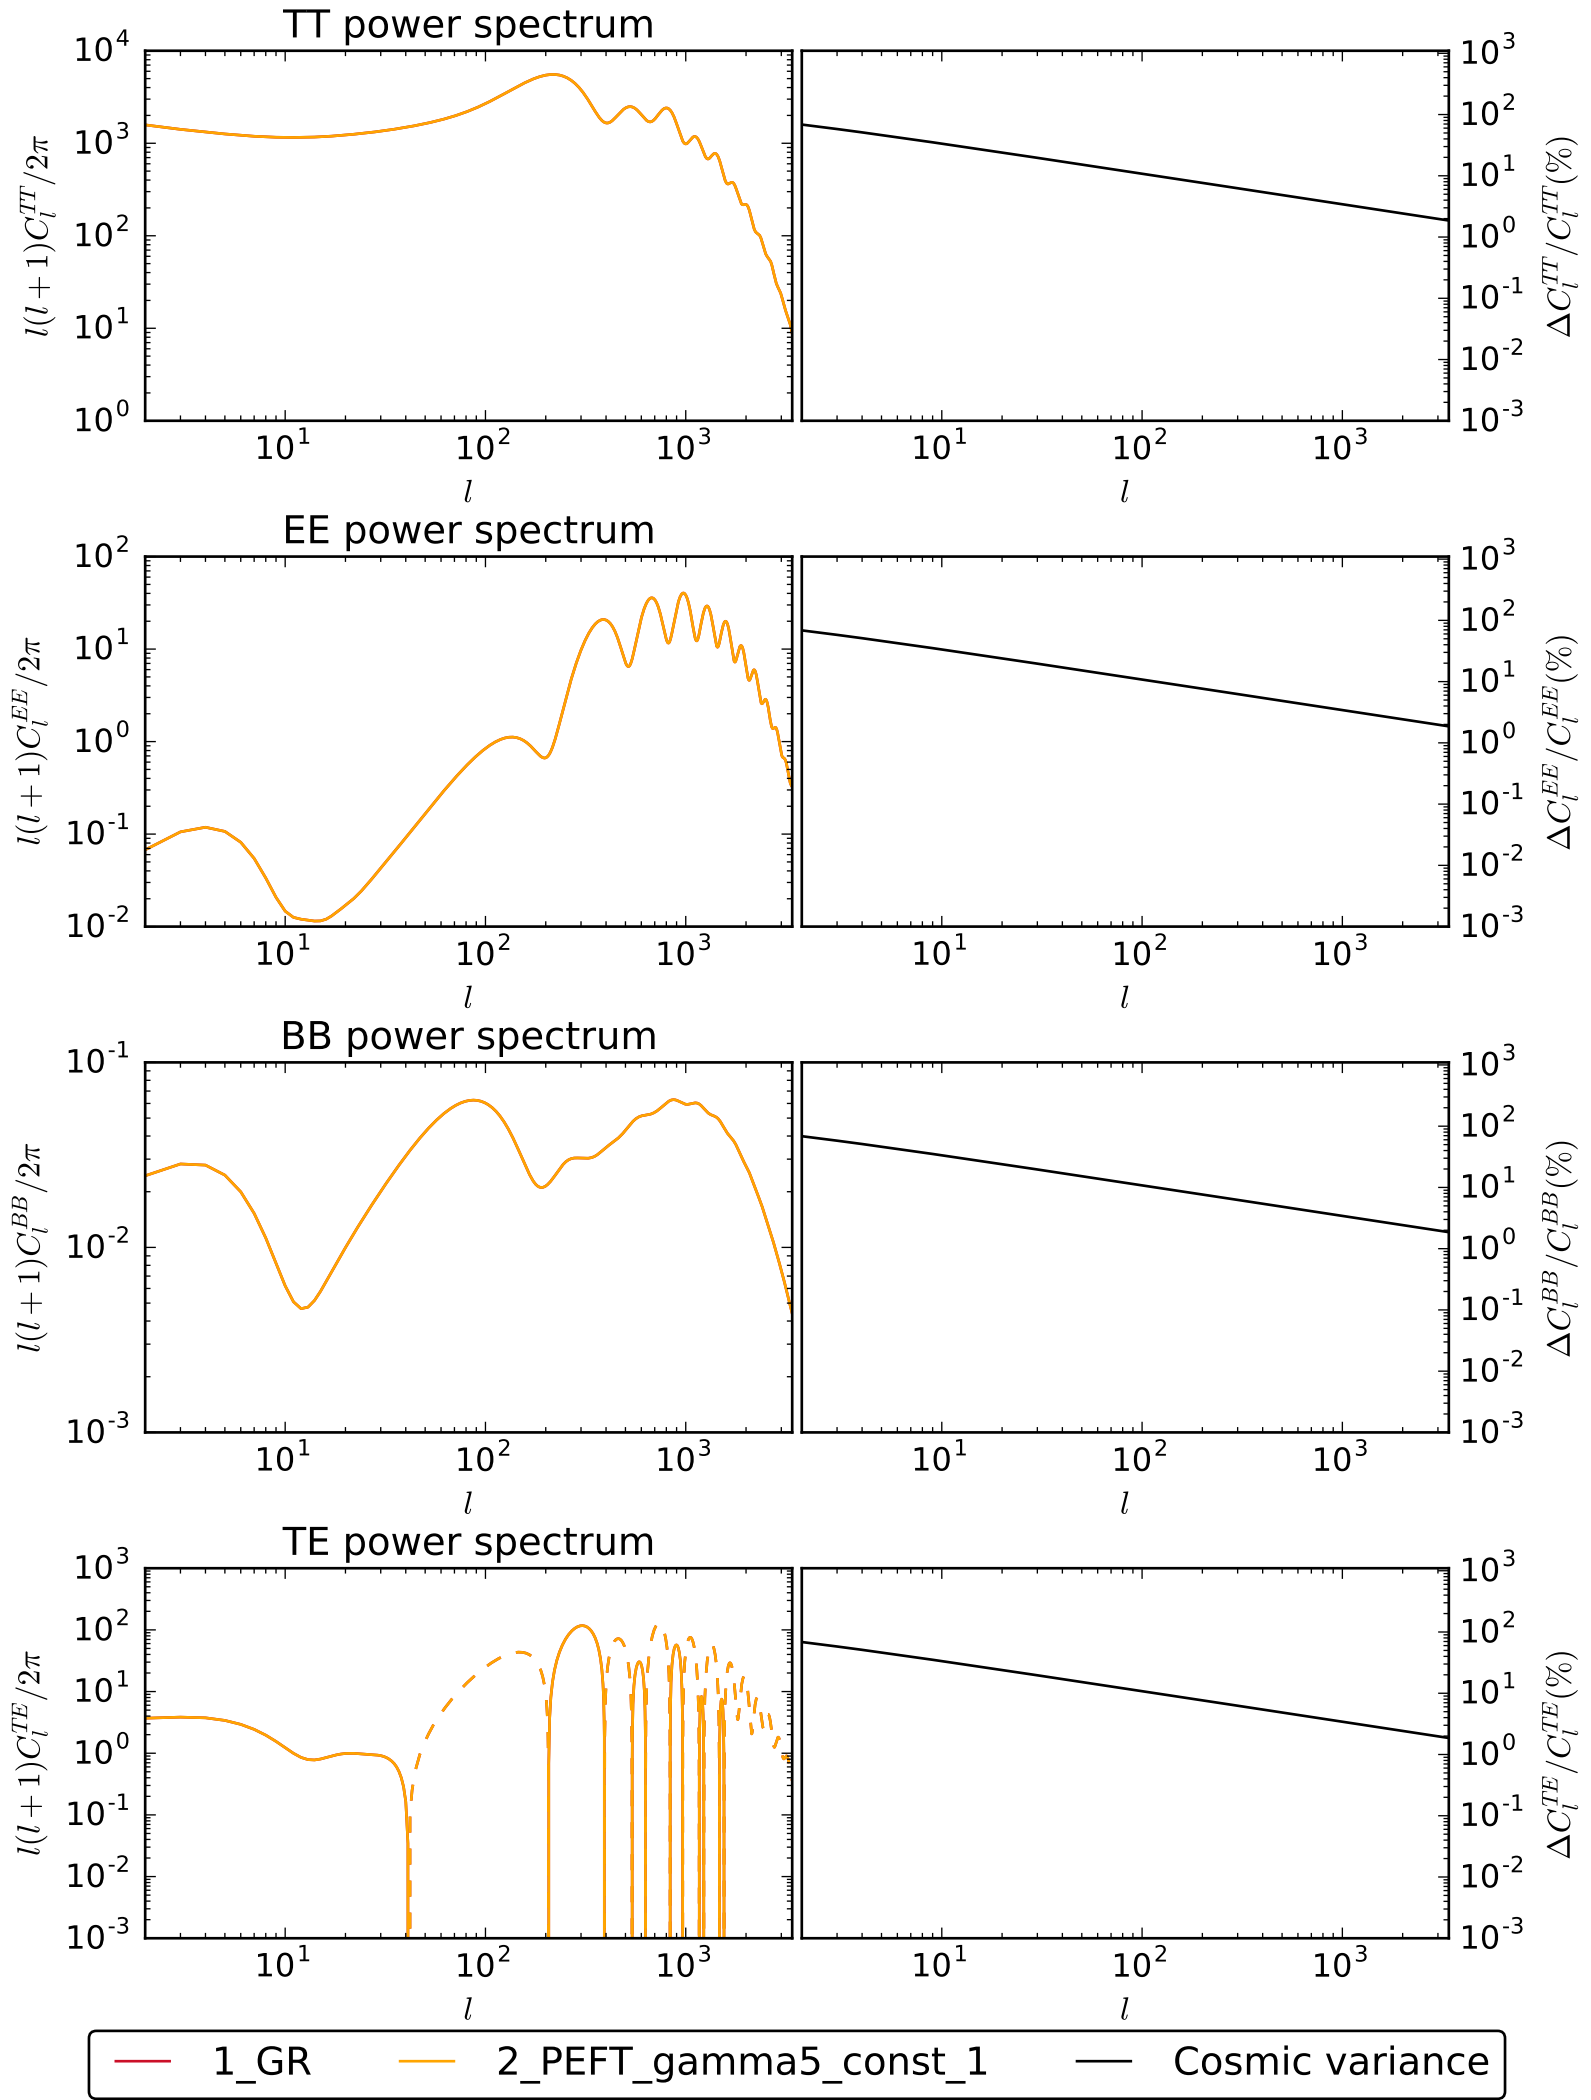 TT power spectrum
10^4
10^3
10^2
10^1
10^0
l(l+1)C_l^{TT}/2π
10^1 10^2 10^3
l
10^3
10^2
10^1
10^0
10^-1
10^-2
10^-3
ΔC_l^{TT}/C_l^{TT}(%)
10^1 10^2 10^3
l
EE power spectrum
10^2
10^1
10^0
10^-1
10^-2
l(l+1)C_l^{EE}/2π
10^1 10^2 10^3
l
10^3
10^2
10^1
10^0
10^-1
10^-2
10^-3
ΔC_l^{EE}/C_l^{EE}(%)
10^1 10^2 10^3
l
BB power spectrum
10^-1
10^-2
10^-3
l(l+1)C_l^{BB}/2π
10^1 10^2 10^3
l
10^3
10^2
10^1
10^0
10^-1
10^-2
10^-3
ΔC_l^{BB}/C_l^{BB}(%)
10^1 10^2 10^3
l
TE power spectrum
10^3
10^2
10^1
10^0
10^-1
10^-2
10^-3
l(l+1)C_l^{TE}/2π
10^1 10^2 10^3
l
10^3
10^2
10^1
10^0
10^-1
10^-2
10^-3
ΔC_l^{TE}/C_l^{TE}(%)
10^1 10^2 10^3
l
1_GR 2_PEFT_gamma5_const_1 Cosmic variance